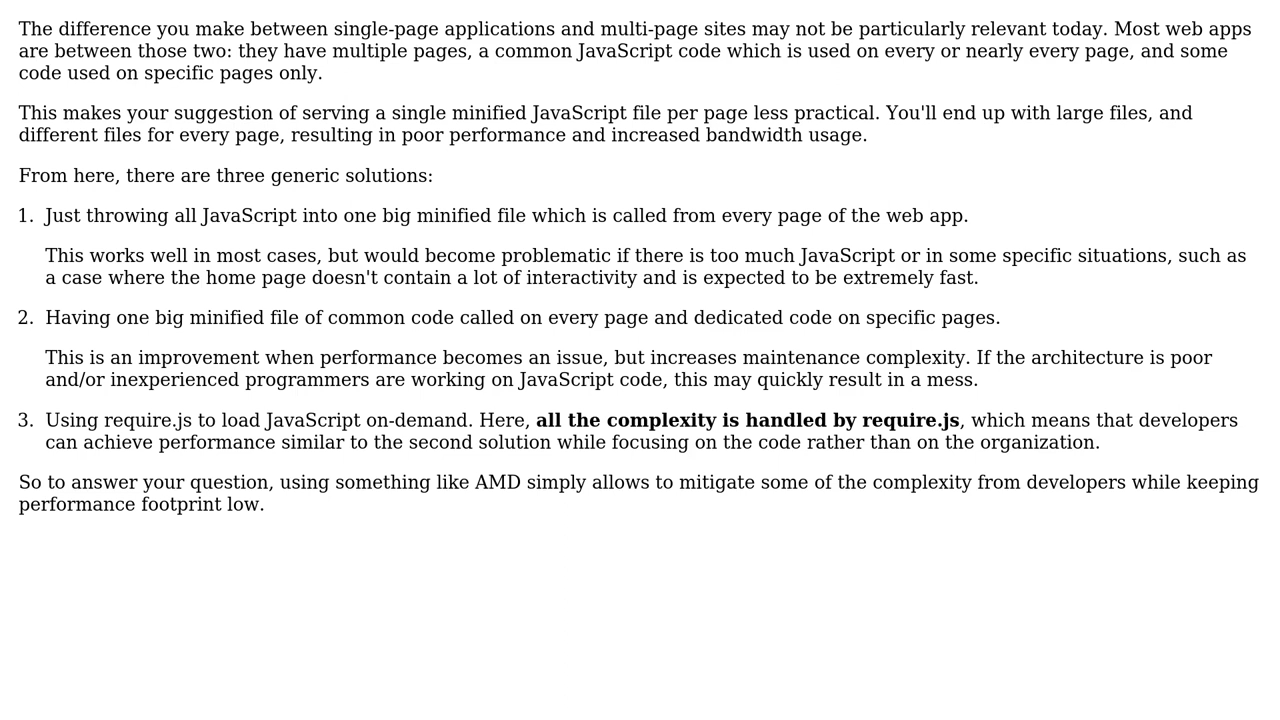 The difference you make between single-page applications and multi-page sites may not be particularly relevant today. Most web apps
are between those two: they have multiple pages, a common JavaScript code which is used on every or nearly every page, and some
code used on specific pages only.
This makes your suggestion of serving a single minified JavaScript file per page less practical. You'll end up with large files, and
different files for every page, resulting in poor performance and increased bandwidth usage.
From here, there are three generic solutions:
1. Just throwing all JavaScript into one big minified file which is called from every page of the web app.
This works well in most cases, but would become problematic if there is too much JavaScript or in some specific situations, such as
a case where the home page doesn't contain a lot of interactivity and is expected to be extremely fast.
2. Having one big minified file of common code called on every page and dedicated code on specific pages.
This is an improvement when performance becomes an issue, but increases maintenance complexity. If the architecture is poor
and/or inexperienced programmers are working on JavaScript code, this may quickly result in a mess.
3. Using require.js to load JavaScript on-demand. Here, all the complexity is handled by require.js, which means that developers
can achieve performance similar to the second solution while focusing on the code rather than on the organization.
So to answer your question, using something like AMD simply allows to mitigate some of the complexity from developers while keeping
performance footprint low.